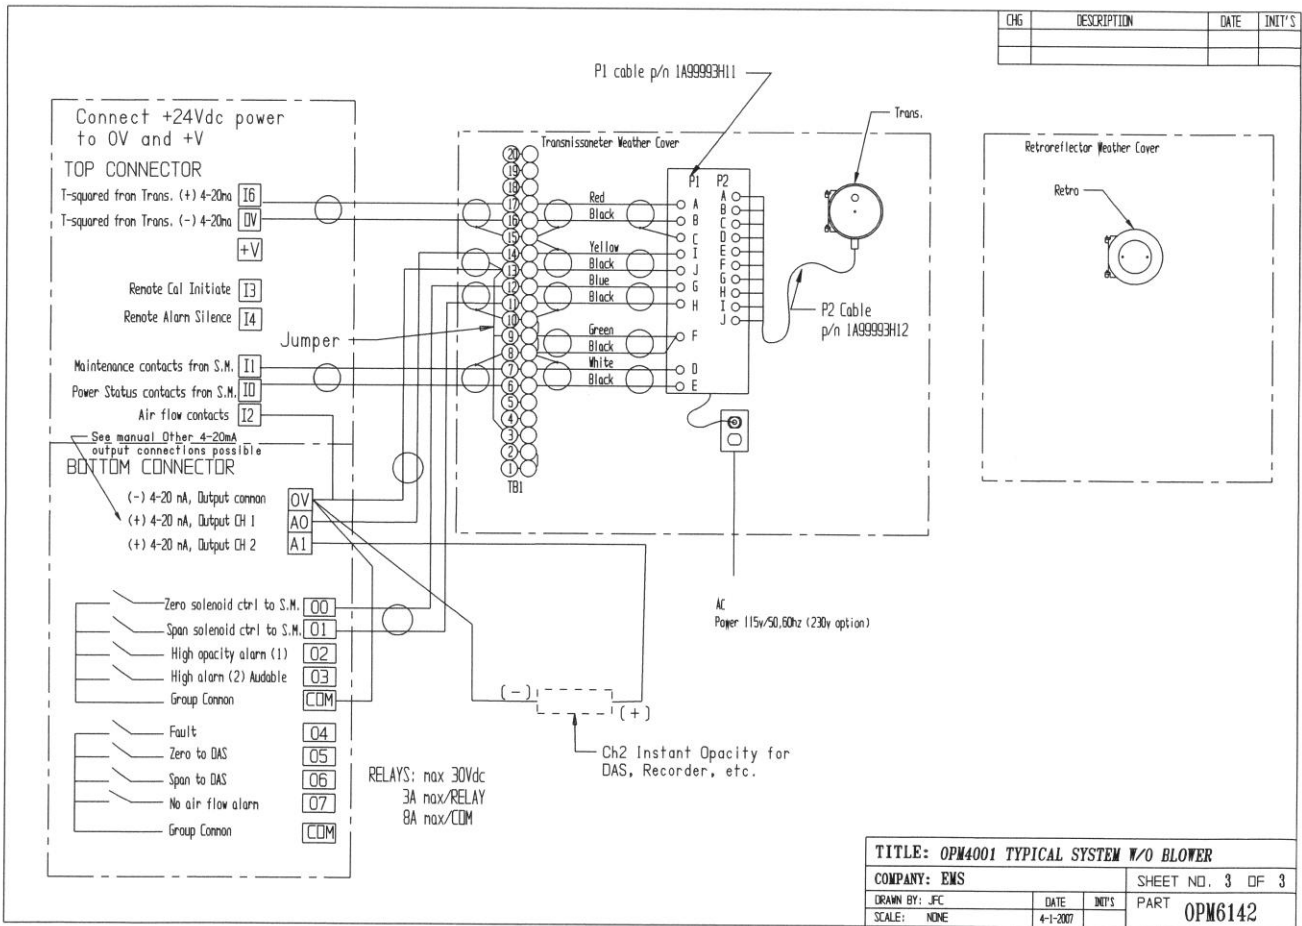 CHG DESCRIPTION DATE INIT'S
P1 cable p/n 1A99993H11
Connect +24Vdc power
to 0V and +V
TOP CONNECTOR
T-squared from Trans. (+) 4-20ma I6
T-squared from Trans. (-) 4-20ma 0V
+V
Remote Cal Initiate I3
Remote Alarm Silence I4
Jumper
Maintenance contacts from S.M. I1
Power Status contacts from S.M. I0
Air flow contacts I2
See manual Other 4-20mA
output connections possible
BOTTOM CONNECTOR
(-) 4-20 mA, Output common 0V
(+) 4-20 mA, Output CH 1 A0
(+) 4-20 mA, Output CH 2 A1
Zero solenoid ctrl to S.M. 00
Span solenoid ctrl to S.M. 01
High opacity alarm (1) 02
High alarm (2) Audable 03
Group Common COM
Fault 04
Zero to DAS 05
Span to DAS 06
No air flow alarm 07
Group Common COM
RELAYS: max 30Vdc
3A max/RELAY
8A max/COM
Transmissometer Weather Cover
20
19
18
17
16
15
14
13
12
11
10
9
8
7
6
5
4
3
2
1
TB1
Red
Black
Yellow
Black
Blue
Black
Green
Black
White
Black
P1 P2
A
B
C
I
J
G
H
F
D
E
A
B
C
D
E
F
G
H
I
J
Trans.
P2 Cable
p/n 1A99993H12
Retroreflector Weather Cover
Retro
AC
Power 115v/50,60hz (230v option)
(-)
(+)
Ch2 Instant Opacity for
DAS, Recorder, etc.
TITLE: OPM4001 TYPICAL SYSTEM W/O BLOWER
COMPANY: EMS SHEET NO. 3 OF 3
DRAWN BY: JFC DATE INIT'S PART OPM6142
SCALE: NONE 4-1-2007